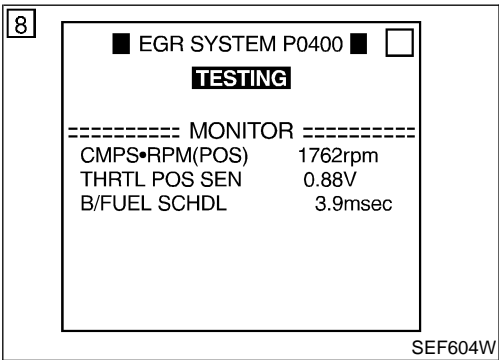 8
■ EGR SYSTEM P0400 ■ □
TESTING
========== MONITOR ==========
CMPS•RPM(POS) 1762rpm
THRTL POS SEN 0.88V
B/FUEL SCHDL 3.9msec
SEF604W